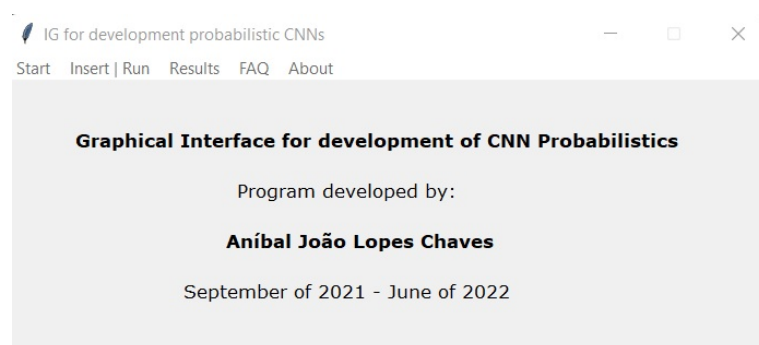 IG for development probabilistic CNNs
Start Insert | Run Results FAQ About
Graphical Interface for development of CNN Probabilistics
Program developed by:
Aníbal João Lopes Chaves
September of 2021 - June of 2022